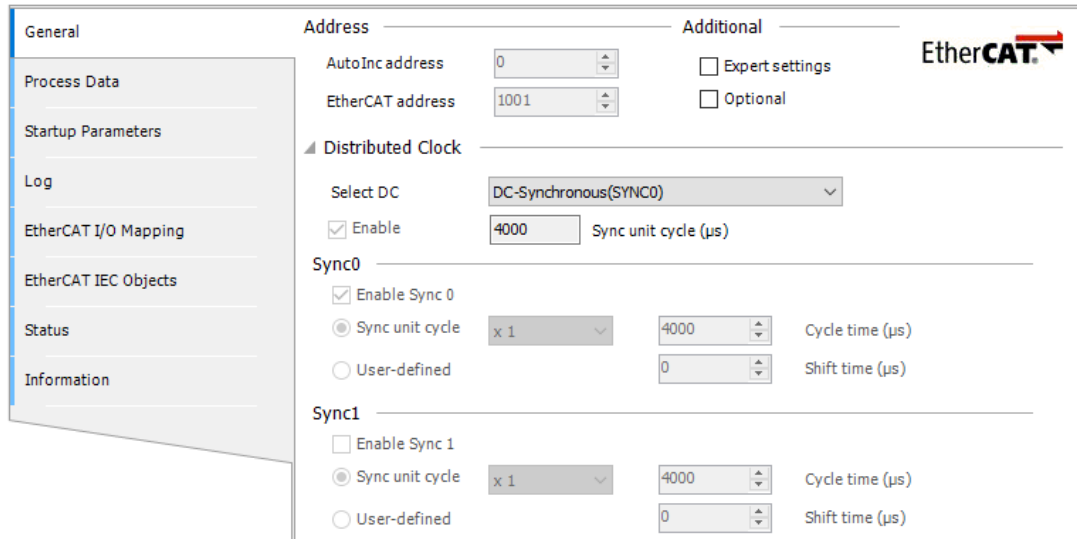 General
Process Data
Startup Parameters
Log
EtherCAT I/O Mapping
EtherCAT IEC Objects
Status
Information
Address
AutoInc address 0
EtherCAT address 1001
Additional
Expert settings
Optional
EtherCAT.
Distributed Clock
Select DC DC-Synchronous(SYNC0)
Enable 4000 Sync unit cycle (µs)
Sync0
Enable Sync 0
Sync unit cycle x 1 4000 Cycle time (µs)
User-defined 0 Shift time (µs)
Sync1
Enable Sync 1
Sync unit cycle x 1 4000 Cycle time (µs)
User-defined 0 Shift time (µs)